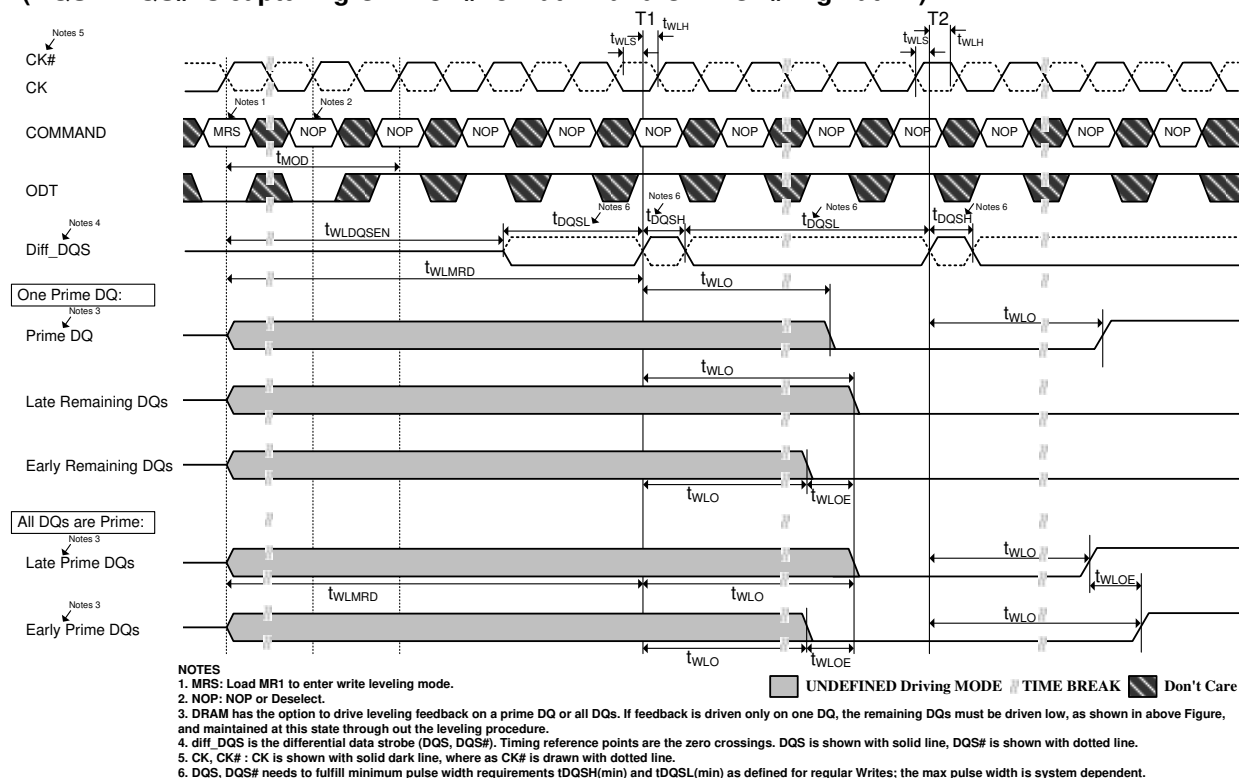 T1
T2
Notes 5
tWLS
tWLH
tWLS
tWLH
CK#
CK
Notes 1
Notes 2
COMMAND
MRS
NOP
NOP
NOP
NOP
NOP
NOP
NOP
NOP
NOP
NOP
NOP
tMOD
ODT
Notes 6
Notes 6
Notes 6
Notes 6
tDQSL
tDQSH
tDQSL
tDQSH
Notes 4
Diff_DQS
tWLDQSEN
tWLMRD
tWLO
One Prime DQ:
Notes 3
Prime DQ
tWLO
tWLO
Late Remaining DQs
Early Remaining DQs
tWLO
tWLOE
All DQs are Prime:
Notes 3
Late Prime DQs
tWLO
tWLOE
tWLMRD
tWLO
Notes 3
Early Prime DQs
tWLO
tWLO
tWLOE
NOTES
1. MRS: Load MR1 to enter write leveling mode.
2. NOP: NOP or Deselect.
UNDEFINED Driving MODE
TIME BREAK
Don't Care
3. DRAM has the option to drive leveling feedback on a prime DQ or all DQs. If feedback is driven only on one DQ, the remaining DQs must be driven low, as shown in above Figure,
and maintained at this state through out the leveling procedure.
4. diff_DQS is the differential data strobe (DQS, DQS#). Timing reference points are the zero crossings. DQS is shown with solid line, DQS# is shown with dotted line.
5. CK, CK# : CK is shown with solid dark line, where as CK# is drawn with dotted line.
6. DQS, DQS# needs to fulfill minimum pulse width requirements tDQSH(min) and tDQSL(min) as defined for regular Writes; the max pulse width is system dependent.